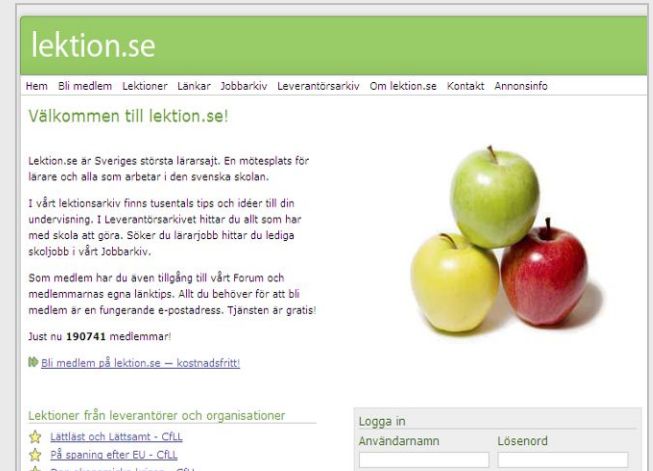 lektion.se
Hem Bli medlem Lektioner Länkar Jobbarkiv Leverantörsarkiv Om lektion.se Kontakt Annonsinfo
Välkommen till lektion.se!
Lektion.se är Sveriges största lärarsajt. En mötesplats för
lärare och alla som arbetar i den svenska skolan.
I vårt lektionsarkiv finns tusentals tips och idéer till din
undervisning. I Leverantörsarkivet hittar du allt som har
med skola att göra. Söker du lärarjobb hittar du lediga
skoljobb i vårt Jobbarkiv.
Som medlem har du även tillgång till vårt Forum och
medlemmarnas egna länktips. Allt du behöver för att bli
medlem är en fungerande e-postadress. Tjänsten är gratis!
Just nu 190741 medlemmar!
Bli medlem på lektion.se — kostnadsfritt!
Lektioner från leverantörer och organisationer
Lättläst och Lättsamt - CfLL
På spaning efter EU - CfLL
Logga in
Användarnamn Lösenord